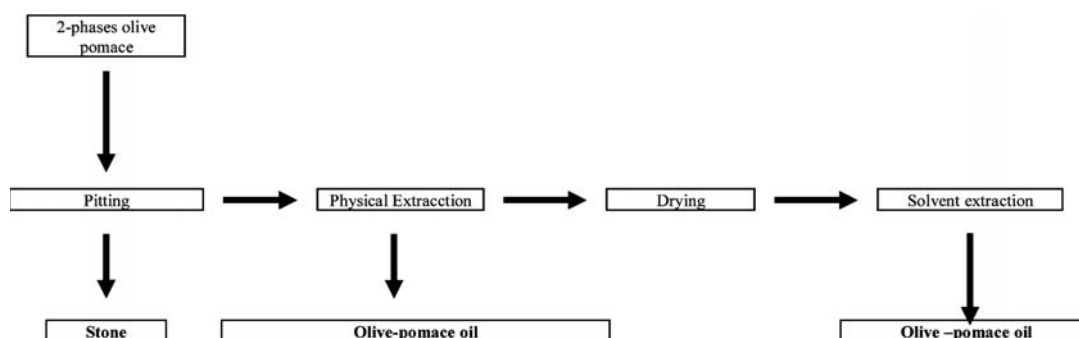 2-phases olive
pomace
Pitting
Physical Extracction
Drying
Solvent extraction
Stone
Olive-pomace oil
Olive –pomace oil